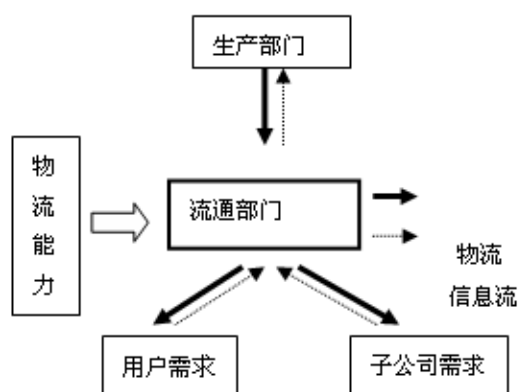 生产部门
物
流
能
力
流通部门
物流
信息流
用户需求
子公司需求